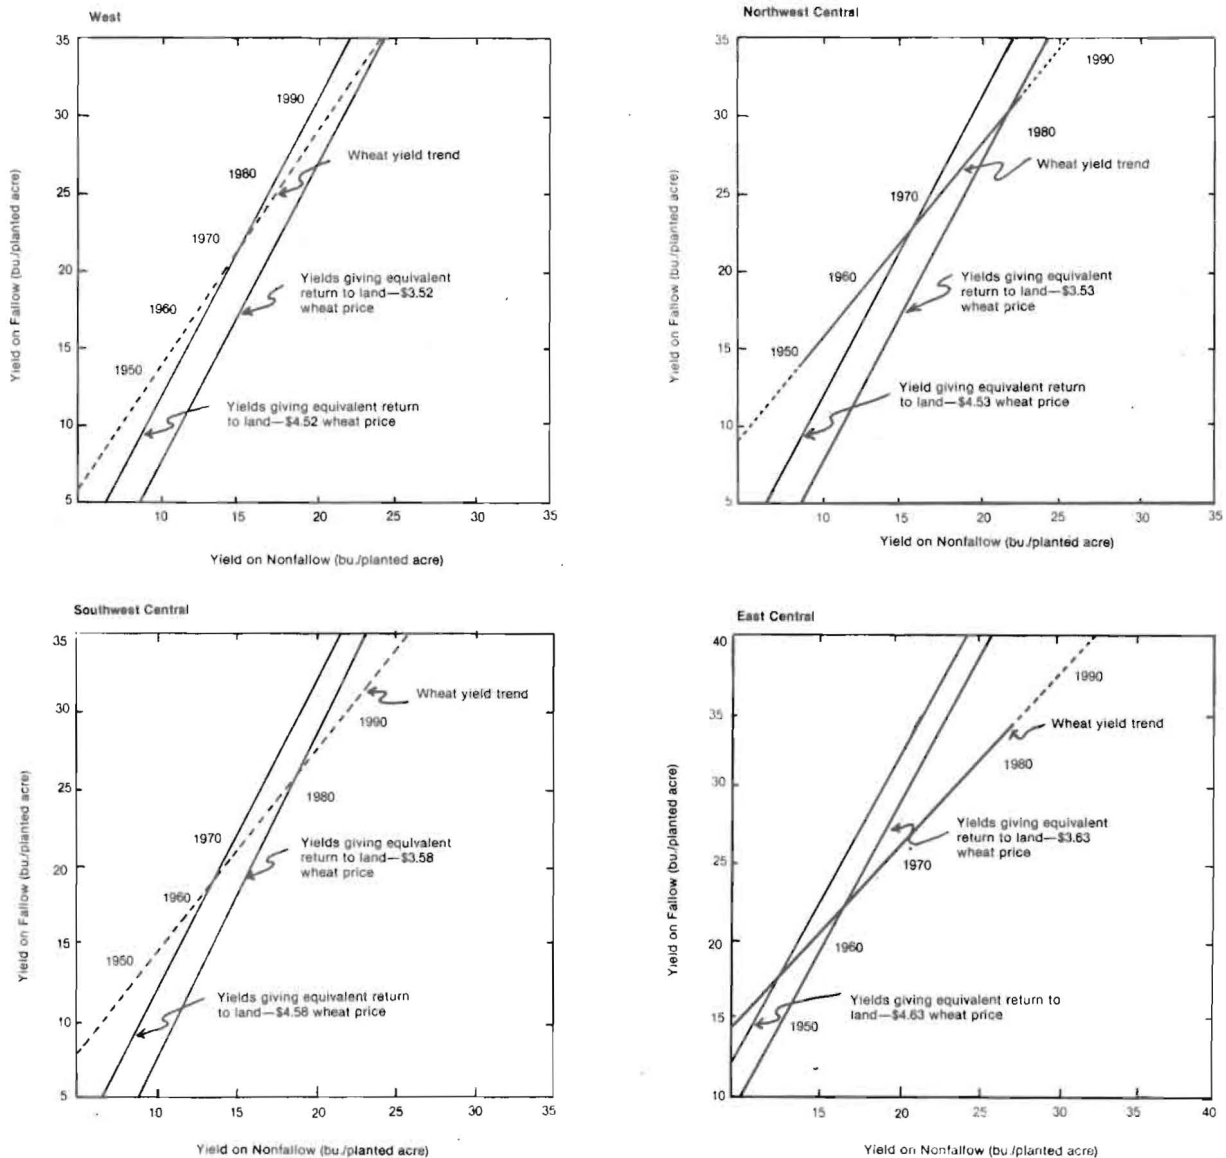 West
35
30
25
20
15
10
5
10
15
20
25
30
35
Yield on Fallow (bu./planted acre)
Yield on Nonfallow (bu./planted acre)
1990
1980
1970
1960
1950
Wheat yield trend
Yields giving equivalent
return to land—$3.52
wheat price
Yields giving equivalent return
to land—$4.52 wheat price
Northwest Central
35
30
25
20
15
10
5
10
15
20
25
30
35
Yield on Fallow (bu./planted acre)
Yield on Nonfallow (bu./planted acre)
1990
1980
1970
1960
1950
Wheat yield trend
Yields giving equivalent
return to land—$3.53
wheat price
Yield giving equivalent return
to land—$4.53 wheat price
Southwest Central
35
30
25
20
15
10
5
10
15
20
25
30
35
Yield on Fallow (bu./planted acre)
Yield on Nonfallow (bu./planted acre)
Wheat yield trend
1990
1980
1970
1960
1950
Yields giving equivalent
return to land—$3.58
wheat price
Yields giving equivalent return
to land—$4.58 wheat price
East Central
40
35
30
25
20
15
10
15
20
25
30
35
40
Yield on Fallow (bu./planted acre)
Yield on Nonfallow (bu./planted acre)
1990
Wheat yield trend
1980
Yields giving equivalent
return to land—$3.63
wheat price
1970
1960
Yields giving equivalent return to
land—$4.63 wheat price
1950